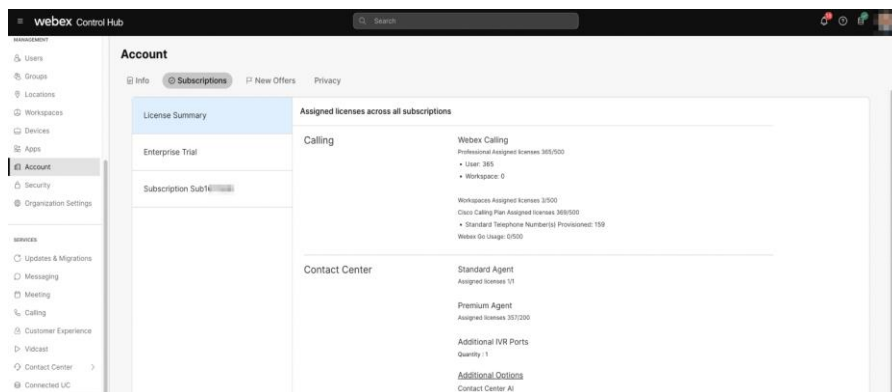 webex Control Hub
Search
MANAGEMENT
Users
Groups
Locations
Workspaces
Devices
Apps
Account
Security
Organization Settings
SERVICES
Updates & Migrations
Messaging
Meeting
Calling
Customer Experience
Vidcast
Contact Center
Connected UC
Account
Info
Subscriptions
New Offers
Privacy
License Summary
Enterprise Trial
Subscription Sub1
Assigned licenses across all subscriptions
Calling
Webex Calling
Professional Assigned licenses 365/500
• User: 365
• Workspace: 0
Workspaces Assigned licenses 3/500
Cisco Calling Plan Assigned licenses 369/500
• Standard Telephone Number(s) Provisioned: 159
Webex Go Usage: 0/500
Contact Center
Standard Agent
Assigned licenses 1/1
Premium Agent
Assigned licenses 357/200
Additional IVR Ports
Quantity : 1
Additional Options
Contact Center AI